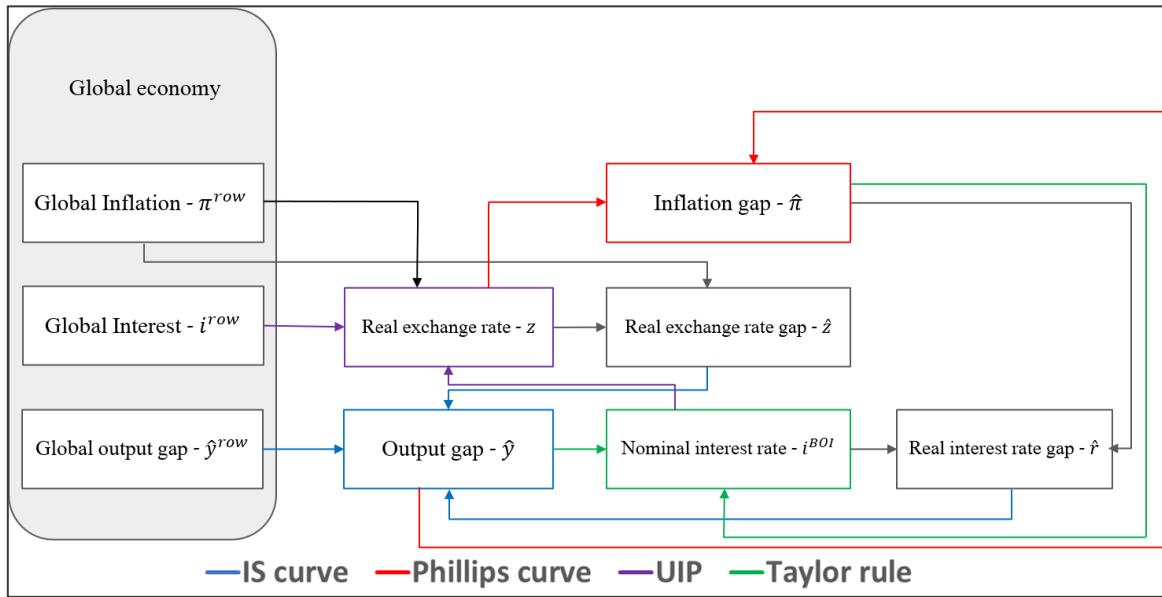 Global economy
Global Inflation - π^row
Inflation gap - π̂
Global Interest - i^row
Real exchange rate - z
Real exchange rate gap - ẑ
Global output gap - ŷ^row
Output gap - ŷ
Nominal interest rate - i^BOI
Real interest rate gap - r̂
IS curve
Phillips curve
UIP
Taylor rule